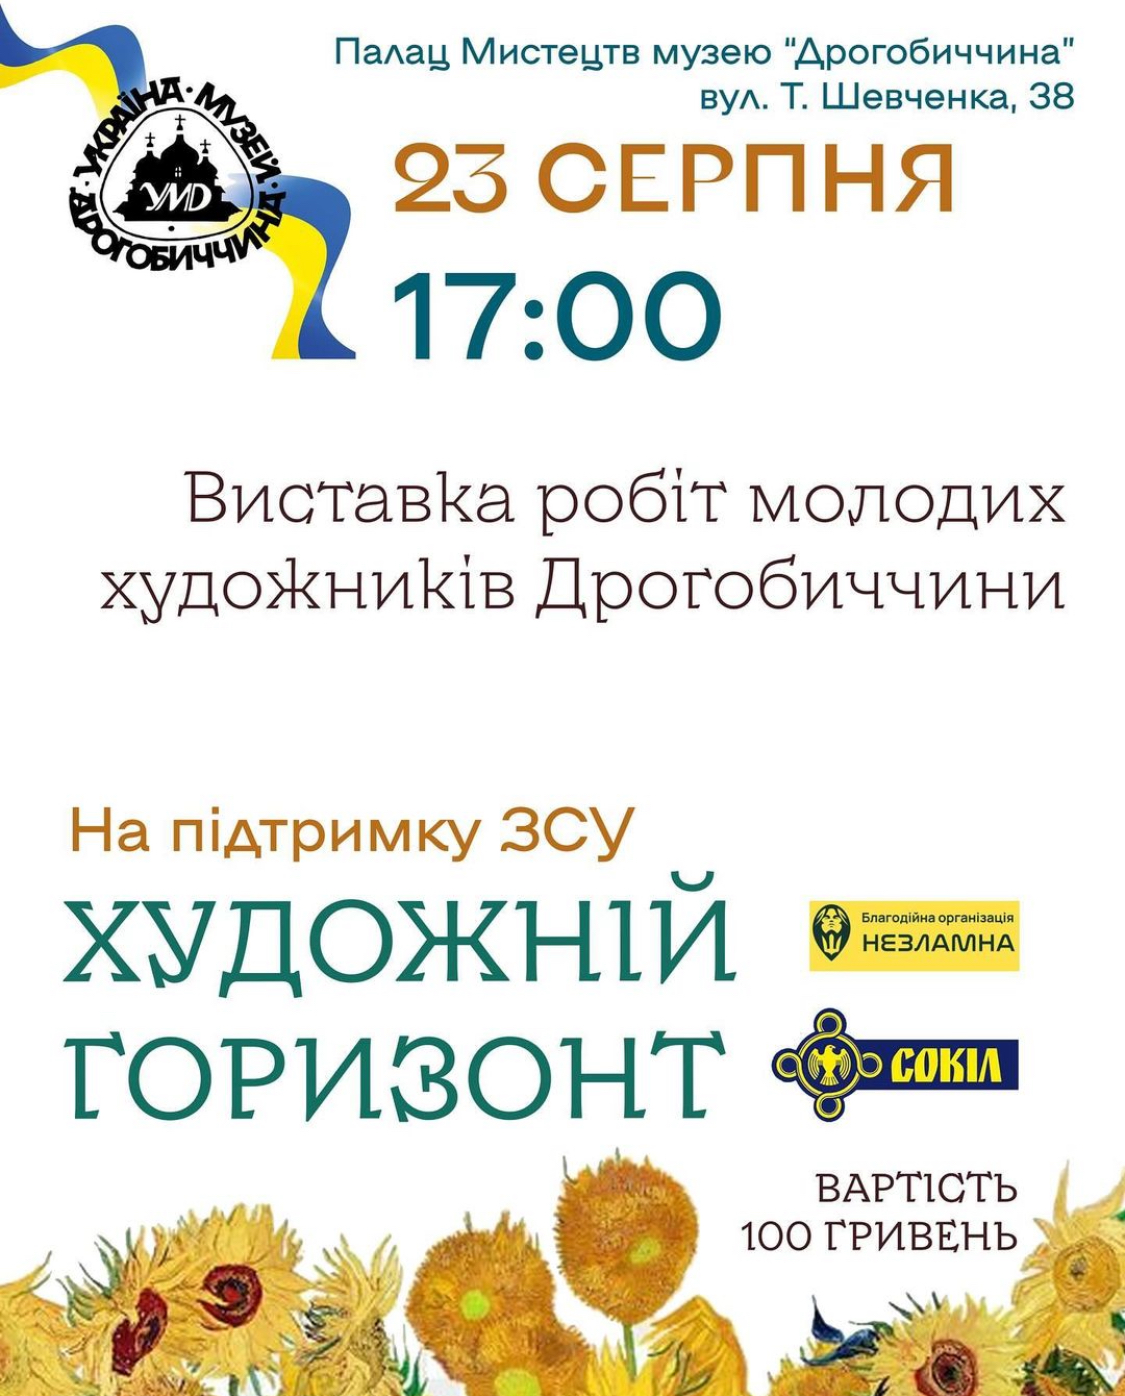 Палац Мистецтв музею “Дрогобиччина”
вул. Т. Шевченка, 38
УКРАЇНА · МУЗЕЙ · ДРОГОБИЧЧИНА ·
УМД
23 СЕРПНЯ
17:00
Виставка робіт молодих
художників Дрогобиччини
На підтримку ЗСУ
ХУДОЖНІЙ
ГОРИЗОНТ
Благодійна організація
НЕЗЛАМНА
СОКІЛ
ВАРТІСТЬ
100 ГРИВЕНЬ